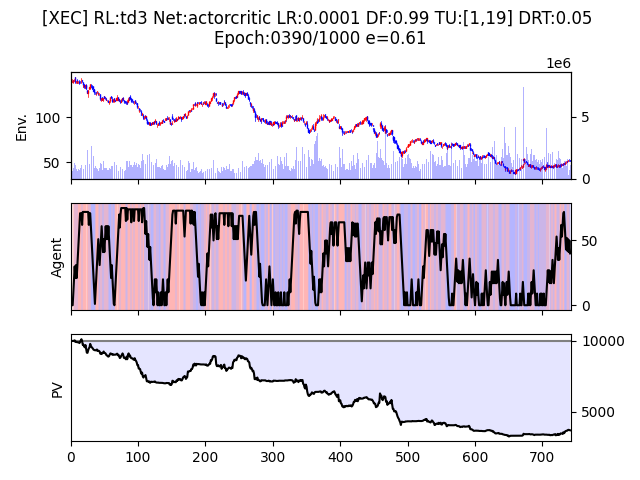 [XEC] RL:td3 Net:actorcritic LR:0.0001 DF:0.99 TU:[1,19] DRT:0.05
Epoch:0390/1000 e=0.61
1e6
Env.
100
50
5
0
Agent
50
0
PV
10000
5000
0 100 200 300 400 500 600 700